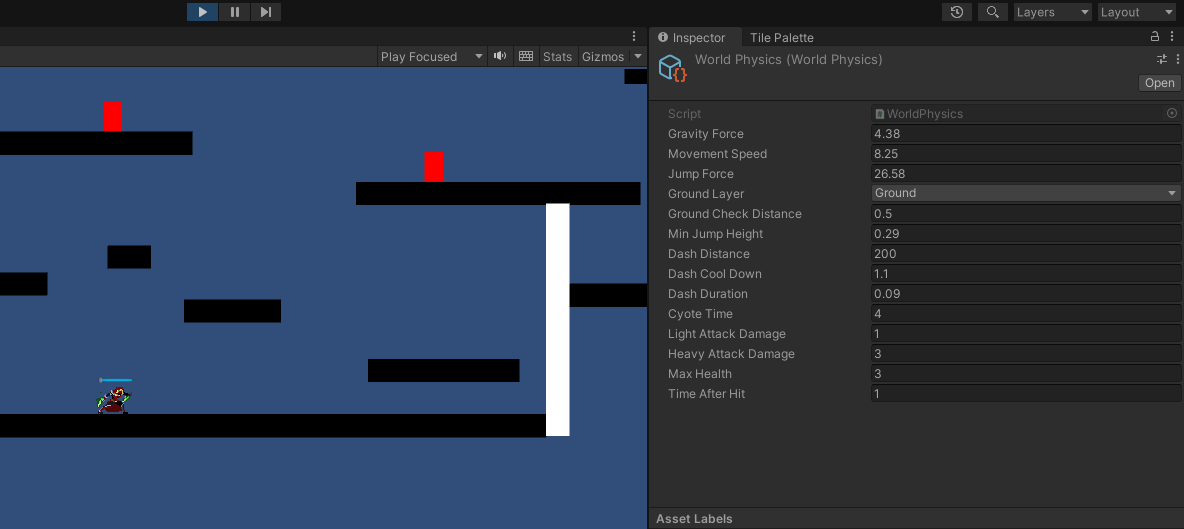 Layers
Layout
Inspector
Tile Palette
Play Focused
Stats
Gizmos
World Physics (World Physics)
Open
Script
WorldPhysics
Gravity Force
4.38
Movement Speed
8.25
Jump Force
26.58
Ground Layer
Ground
Ground Check Distance
0.5
Min Jump Height
0.29
Dash Distance
200
Dash Cool Down
1.1
Dash Duration
0.09
Cyote Time
4
Light Attack Damage
1
Heavy Attack Damage
3
Max Health
3
Time After Hit
1
Asset Labels